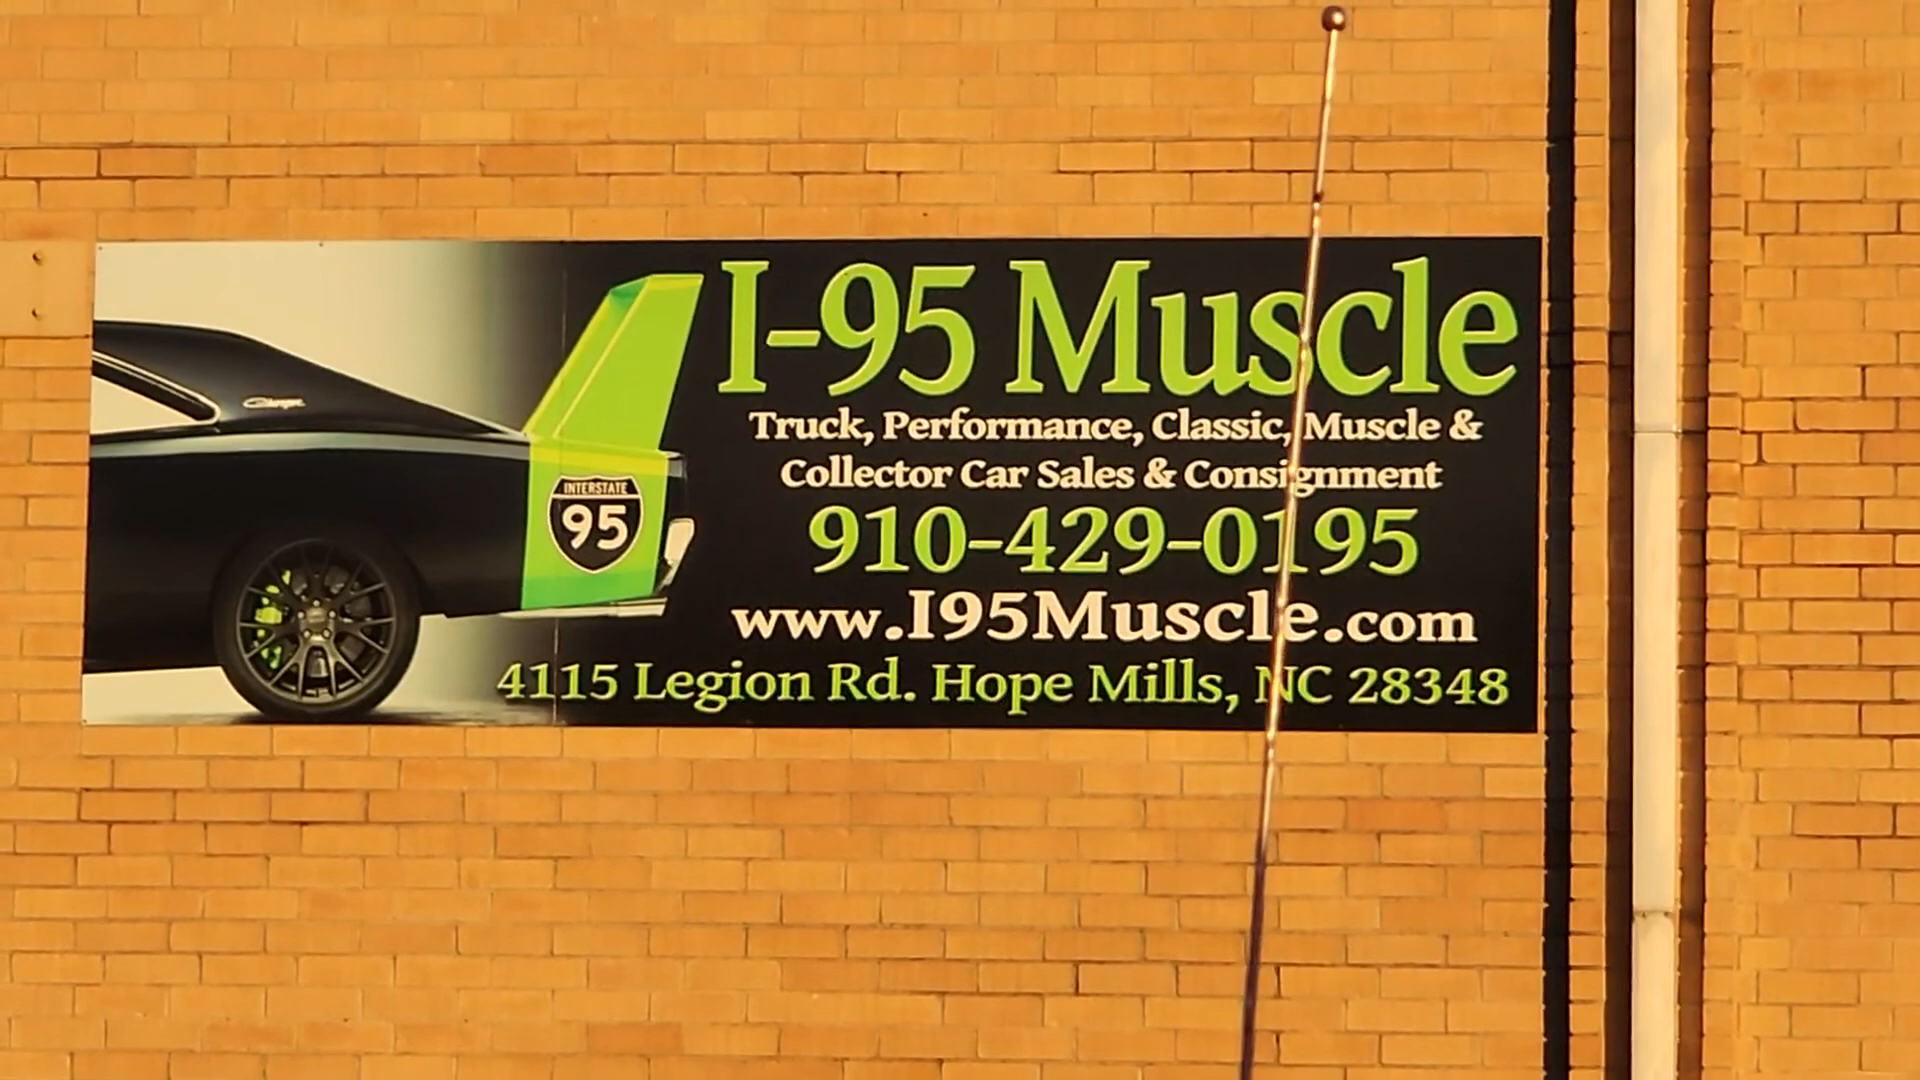 I-95 Muscle
Truck, Performance, Classic, Muscle &
Collector Car Sales & Consignment
910-429-0195
www.I95Muscle.com
4115 Legion Rd. Hope Mills, NC 28348
Charger
INTERSTATE
95